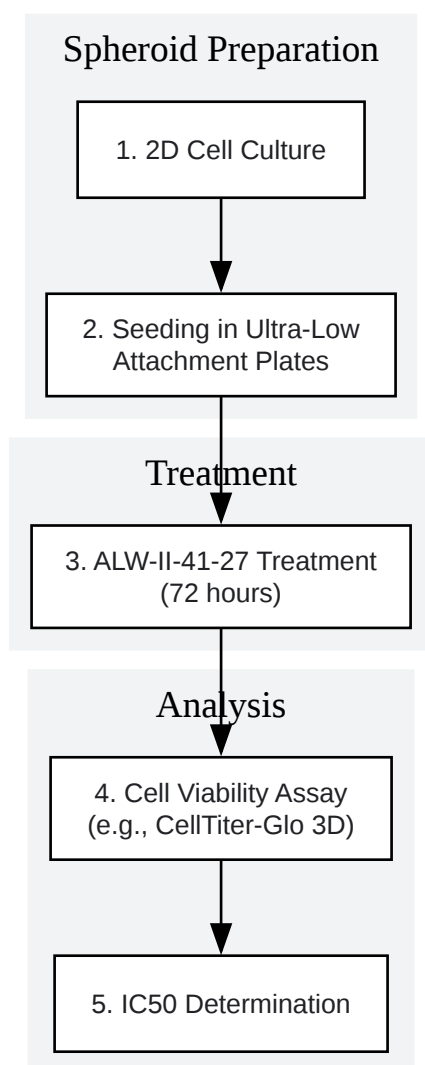 Spheroid Preparation
1. 2D Cell Culture
2. Seeding in Ultra-Low
Attachment Plates
Treatment
3. ALW-II-41-27 Treatment
(72 hours)
Analysis
4. Cell Viability Assay
(e.g., CellTiter-Glo 3D)
5. IC50 Determination